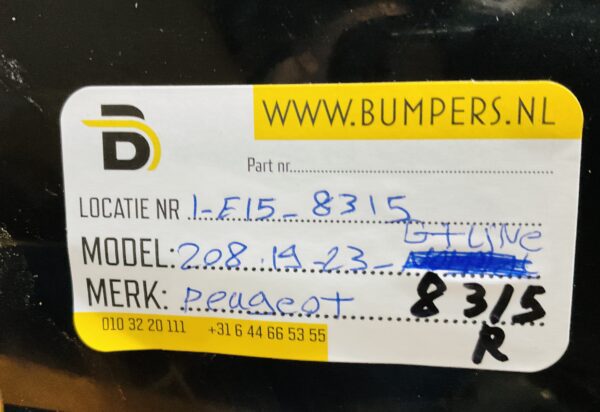 WWW.BUMPERS.NL
B
Part nr
LOCATIE NR 1-E15-8315
GTLINE
MODEL: 208 19-23-
MERK: peugeot 8315
R
010 32 20 111 +31 6 44 66 53 55